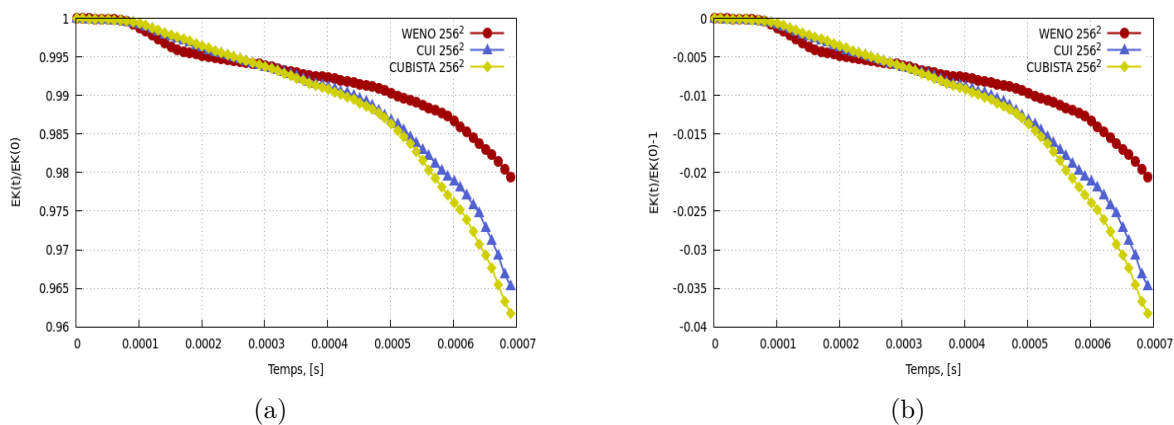 1
0.995
0.99
0.985
0.98
0.975
0.97
0.965
0.96
EK(t)/EK(0)
WENO 256²
CUI 256²
CUBISTA 256²
0 0.0001 0.0002 0.0003 0.0004 0.0005 0.0006 0.0007
Temps, [s]
(a)
0
-0.005
-0.01
-0.015
-0.02
-0.025
-0.03
-0.035
-0.04
EK(t)/EK(0)-1
WENO 256²
CUI 256²
CUBISTA 256²
0 0.0001 0.0002 0.0003 0.0004 0.0005 0.0006 0.0007
Temps, [s]
(b)